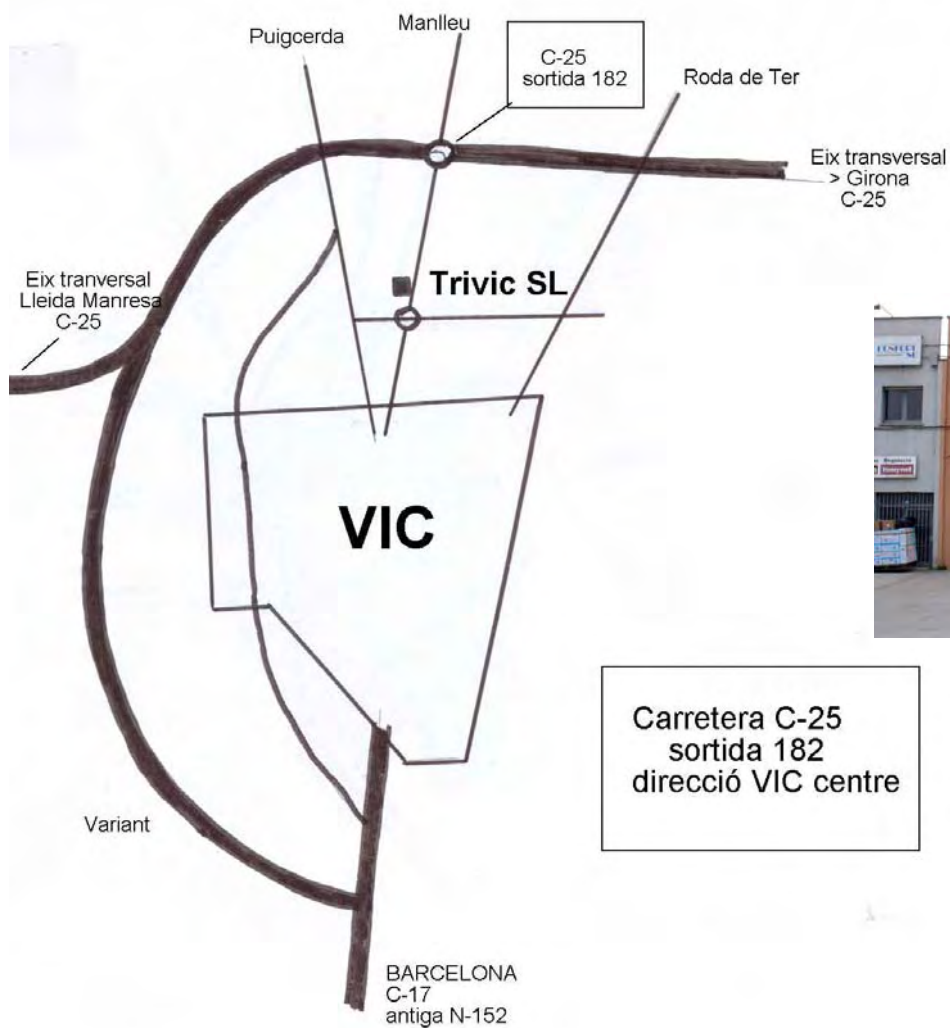 Manlleu
Puigcerda
C-25
sortida 182
Roda de Ter
Eix transversal
> Girona
C-25
Trivic SL
Eix tranversal
Lleida Manresa
C-25
VIC
Carretera C-25
sortida 182
direcció VIC centre
Variant
BARCELONA
C-17
antiga N-152